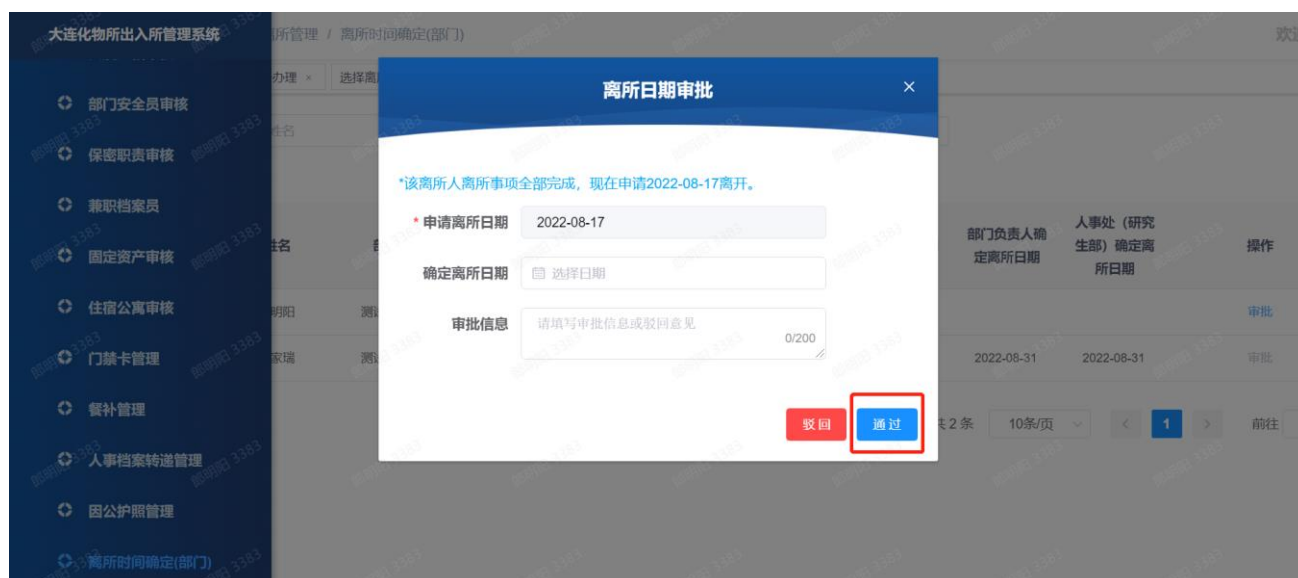 大连化物所出入所管理系统
所管理 / 离所时间确定(部门)
欢迎
办理 ×
选择离
离所日期审批
×
部门安全员审核
姓名
保密职责审核
*该离所人离所事项全部完成，现在申请2022-08-17离开。
兼职档案员
* 申请离所日期 2022-08-17
姓名
部门负责人确
定离所日期
人事处（研究
生部）确定离
所日期
操作
固定资产审核
确定离所日期 选择日期
住宿公寓审核
明阳
测试
审批
审批信息 请填写审批信息或驳回意见
0/200
门禁卡管理
家瑞
测试
2022-08-31 2022-08-31 审批
餐补管理
驳回 通过
共 2 条 10条/页 < 1 > 前往
人事档案转递管理
因公护照管理
离所时间确定(部门)